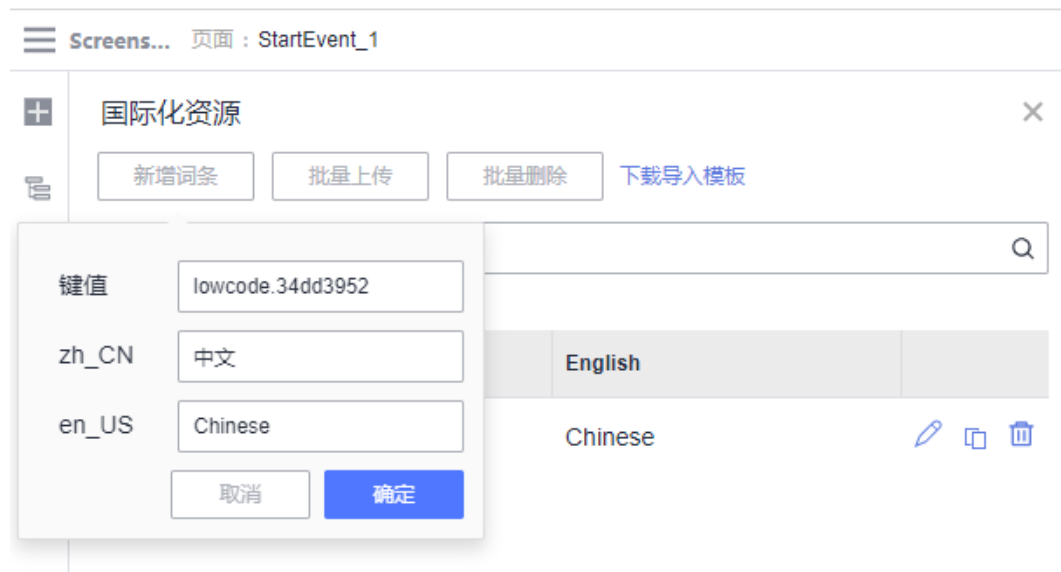 Screens... 页面：StartEvent_1
国际化资源
新增词条 批量上传 批量删除 下载导入模板
键值 lowcode.34dd3952
zh_CN 中文
English
en_US Chinese
Chinese
取消 确定